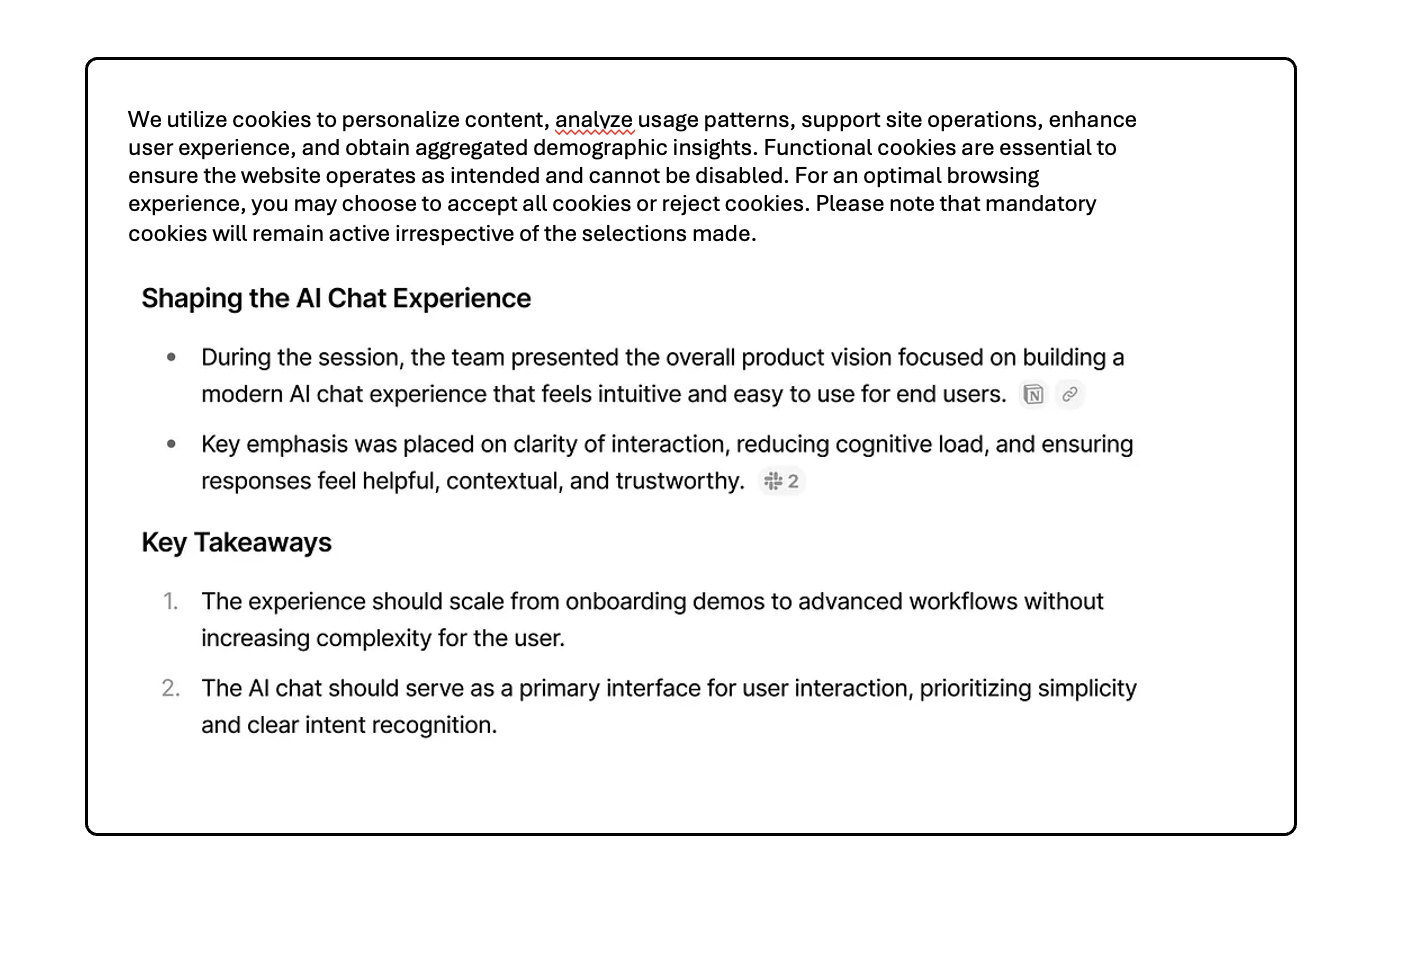 We utilize cookies to personalize content, analyze usage patterns, support site operations, enhance
user experience, and obtain aggregated demographic insights. Functional cookies are essential to
ensure the website operates as intended and cannot be disabled. For an optimal browsing
experience, you may choose to accept all cookies or reject cookies. Please note that mandatory
cookies will remain active irrespective of the selections made.
Shaping the AI Chat Experience
• During the session, the team presented the overall product vision focused on building a
modern AI chat experience that feels intuitive and easy to use for end users. N
• Key emphasis was placed on clarity of interaction, reducing cognitive load, and ensuring
responses feel helpful, contextual, and trustworthy. 2
Key Takeaways
1. The experience should scale from onboarding demos to advanced workflows without
increasing complexity for the user.
2. The AI chat should serve as a primary interface for user interaction, prioritizing simplicity
and clear intent recognition.